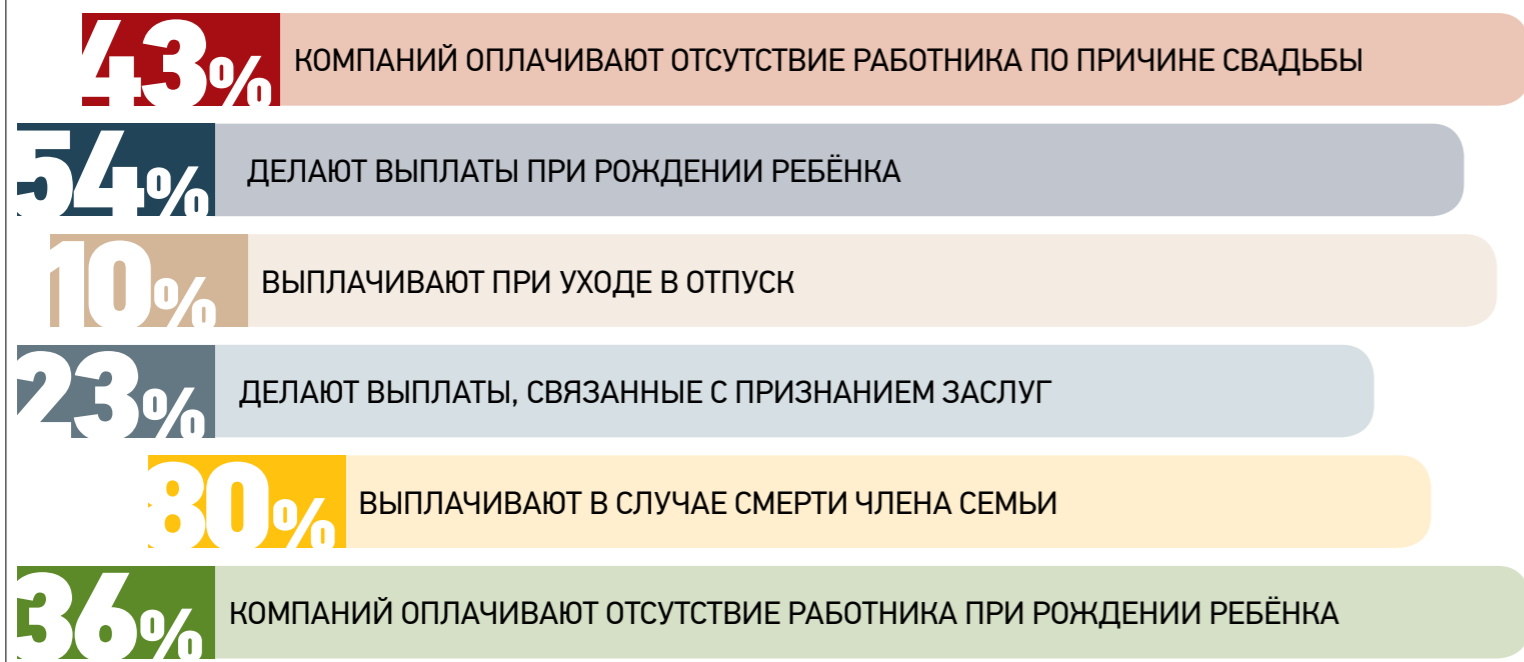 43% КОМПАНИЙ ОПЛАЧИВАЮТ ОТСУТСТВИЕ РАБОТНИКА ПО ПРИЧИНЕ СВАДЬБЫ
54% ДЕЛАЮТ ВЫПЛАТЫ ПРИ РОЖДЕНИИ РЕБЁНКА
10% ВЫПЛАЧИВАЮТ ПРИ УХОДЕ В ОТПУСК
23% ДЕЛАЮТ ВЫПЛАТЫ, СВЯЗАННЫЕ С ПРИЗНАНИЕМ ЗАСЛУГ
80% ВЫПЛАЧИВАЮТ В СЛУЧАЕ СМЕРТИ ЧЛЕНА СЕМЬИ
36% КОМПАНИЙ ОПЛАЧИВАЮТ ОТСУТСТВИЕ РАБОТНИКА ПРИ РОЖДЕНИИ РЕБЁНКА